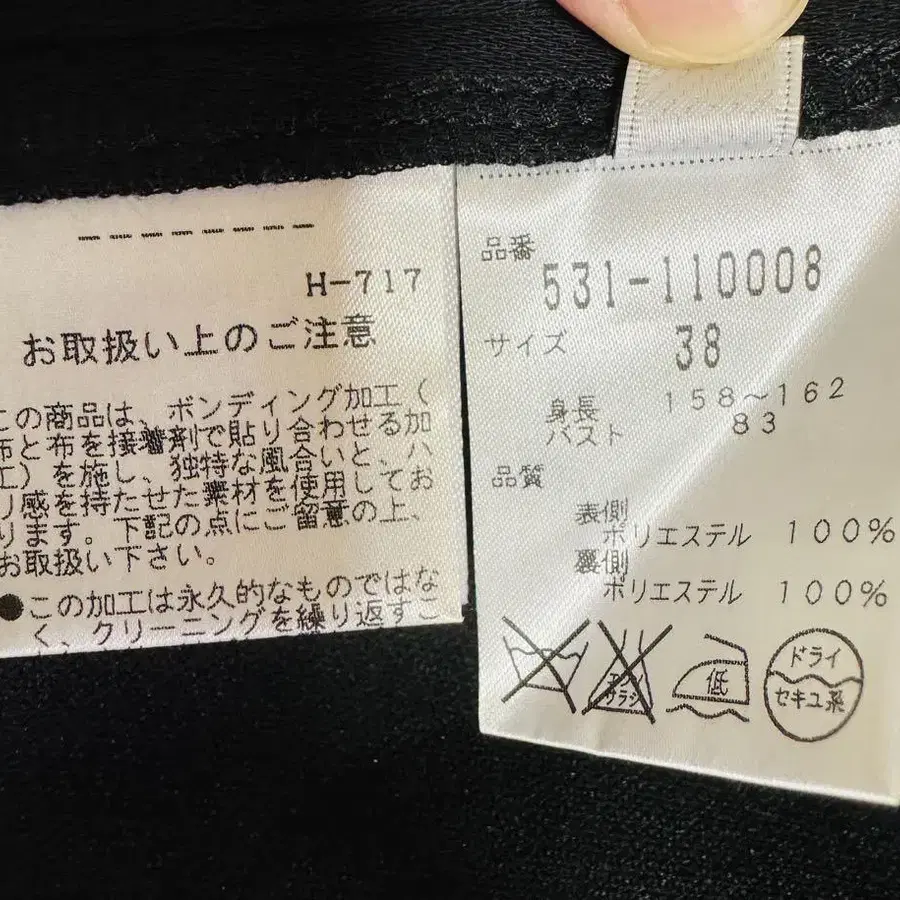 H-717
お取扱い上のご注意
この商品は、ボンディング加工(
布と布を接着剤で貼り合わせる加
工)を施し、独特な風合いと、ハ
リ感を持たせた素材を使用してお
ります。下記の点にご留意の上、
お取扱い下さい。
●この加工は永久的なものではな
く、クリーニングを繰り返すこ
品番
531-110008
サイズ 38
身長 158〜162
バスト 83
品質
表側
ポリエステル 100%
裏側
ポリエステル 100%
エンソ
サラシ
低
ドライ
セキユ系